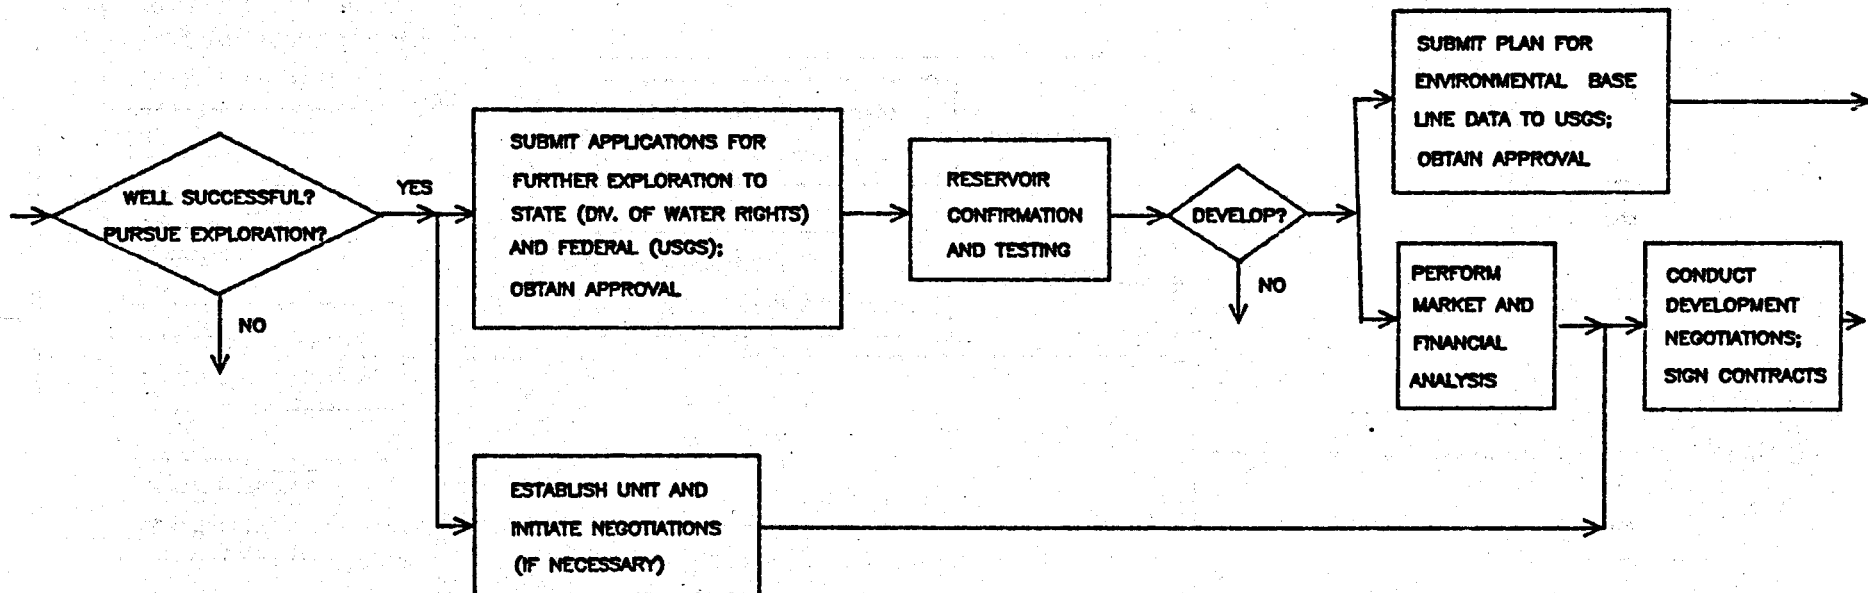 WELL SUCCESSFUL?
PURSUE EXPLORATION?
YES
NO
SUBMIT APPLICATIONS FOR
FURTHER EXPLORATION TO
STATE (DIV. OF WATER RIGHTS)
AND FEDERAL (USGS);
OBTAIN APPROVAL
ESTABLISH UNIT AND
INITIATE NEGOTIATIONS
(IF NECESSARY)
RESERVOIR
CONFIRMATION
AND TESTING
DEVELOP?
NO
SUBMIT PLAN FOR
ENVIRONMENTAL BASE
LINE DATA TO USGS;
OBTAIN APPROVAL
PERFORM
MARKET AND
FINANCIAL
ANALYSIS
CONDUCT
DEVELOPMENT
NEGOTIATIONS;
SIGN CONTRACTS